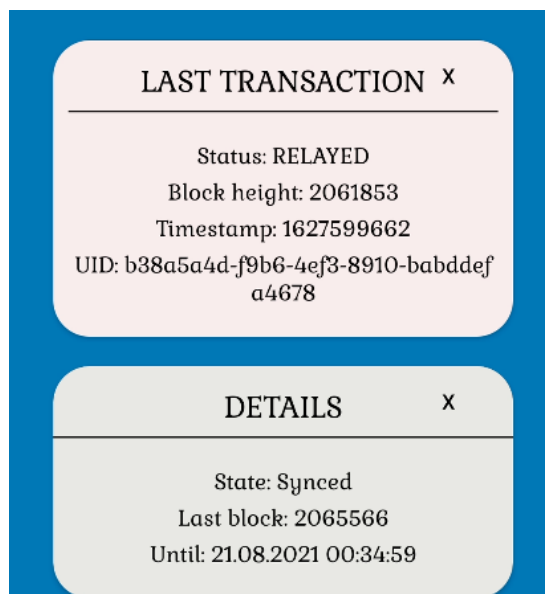 LAST TRANSACTION X
Status: RELAYED
Block height: 2061853
Timestamp: 1627599662
UID: b38a5a4d-f9b6-4ef3-8910-babddef
a4678
DETAILS X
State: Synced
Last block: 2065566
Until: 21.08.2021 00:34:59